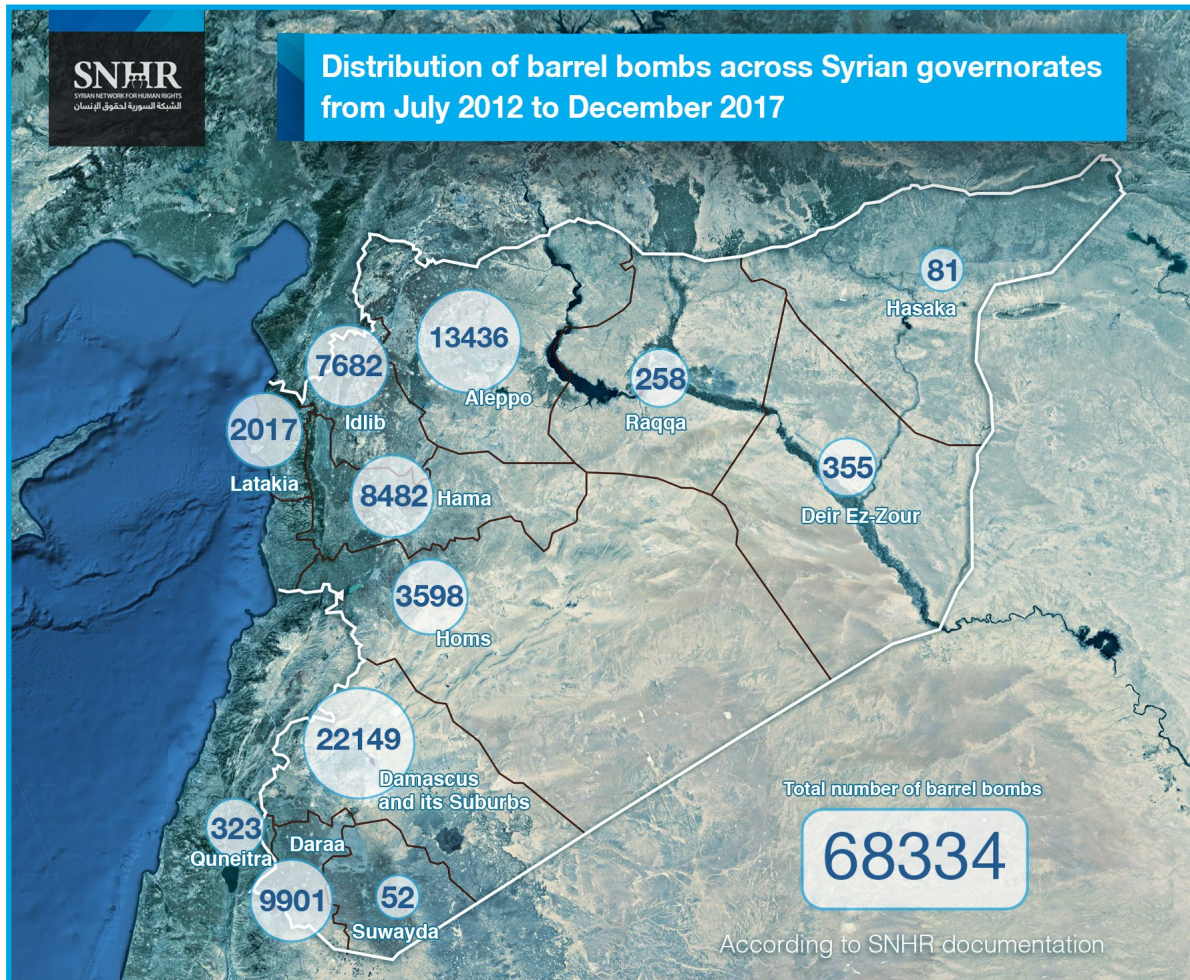 SNHR
SYRIAN NETWORK FOR HUMAN RIGHTS
الشبكة السورية لحقوق الإنسان
Distribution of barrel bombs across Syrian governorates
from July 2012 to December 2017
81
Hasaka
13436
Aleppo
7682
Idlib
258
Raqqa
2017
Latakia
355
Deir Ez-Zour
8482
Hama
3598
Homs
22149
Damascus
and its Suburbs
323
Quneitra
Daraa
9901
52
Suwayda
Total number of barrel bombs
68334
According to SNHR documentation